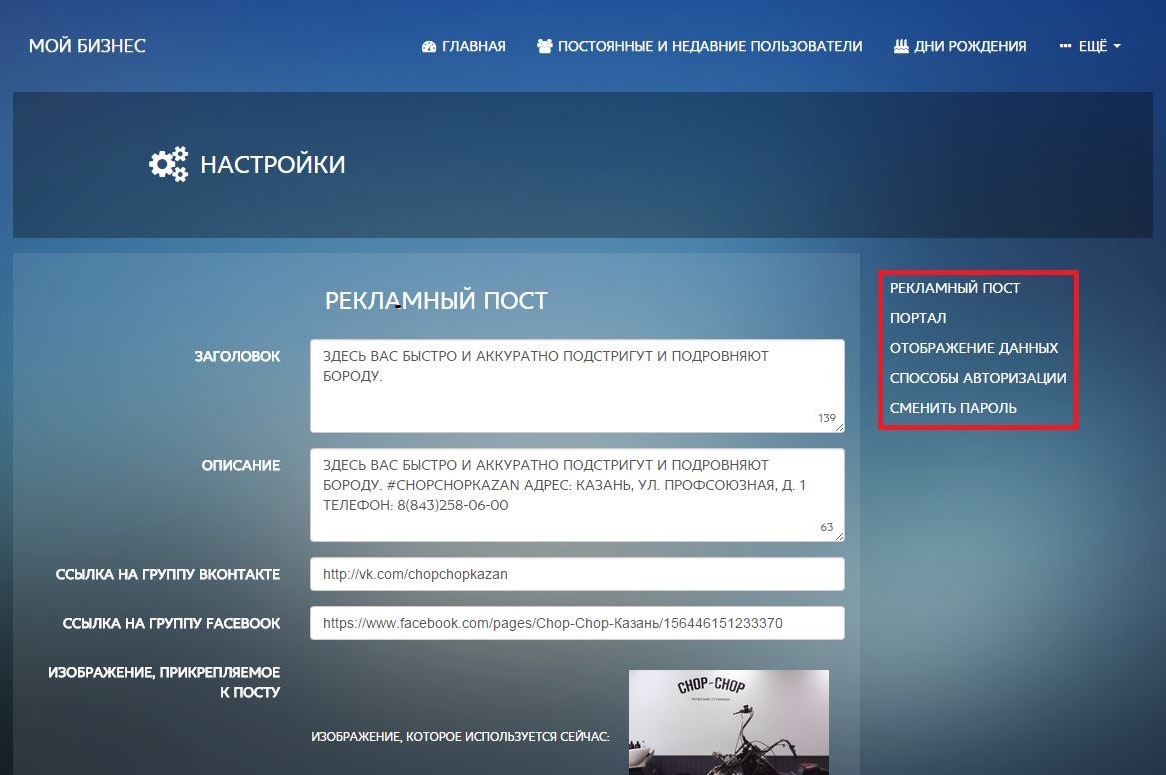 МОЙ БИЗНЕС
ГЛАВНАЯ
ПОСТОЯННЫЕ И НЕДАВНИЕ ПОЛЬЗОВАТЕЛИ
ДНИ РОЖДЕНИЯ
ЕЩЁ
НАСТРОЙКИ
РЕКЛАМНЫЙ ПОСТ
ЗАГОЛОВОК
ЗДЕСЬ ВАС БЫСТРО И АККУРАТНО ПОДСТРИГУТ И ПОДРОВНЯЮТ
БОРОДУ.
139
ОПИСАНИЕ
ЗДЕСЬ ВАС БЫСТРО И АККУРАТНО ПОДСТРИГУТ И ПОДРОВНЯЮТ
БОРОДУ. #CHOPCHOPKAZAN АДРЕС: КАЗАНЬ, УЛ. ПРОФСОЮЗНАЯ, Д. 1
ТЕЛЕФОН: 8(843)258-06-00
63
ССЫЛКА НА ГРУППУ ВКОНТАКТЕ
http://vk.com/chopchopkazan
ССЫЛКА НА ГРУППУ FACEBOOK
https://www.facebook.com/pages/Chop-Chop-Казань/156446151233370
ИЗОБРАЖЕНИЕ, ПРИКРЕПЛЯЕМОЕ
К ПОСТУ
ИЗОБРАЖЕНИЕ, КОТОРОЕ ИСПОЛЬЗУЕТСЯ СЕЙЧАС:
CHOP-CHOP
МУЖСКИЕ СТРИЖКИ
РЕКЛАМНЫЙ ПОСТ
ПОРТАЛ
ОТОБРАЖЕНИЕ ДАННЫХ
СПОСОБЫ АВТОРИЗАЦИИ
СМЕНИТЬ ПАРОЛЬ